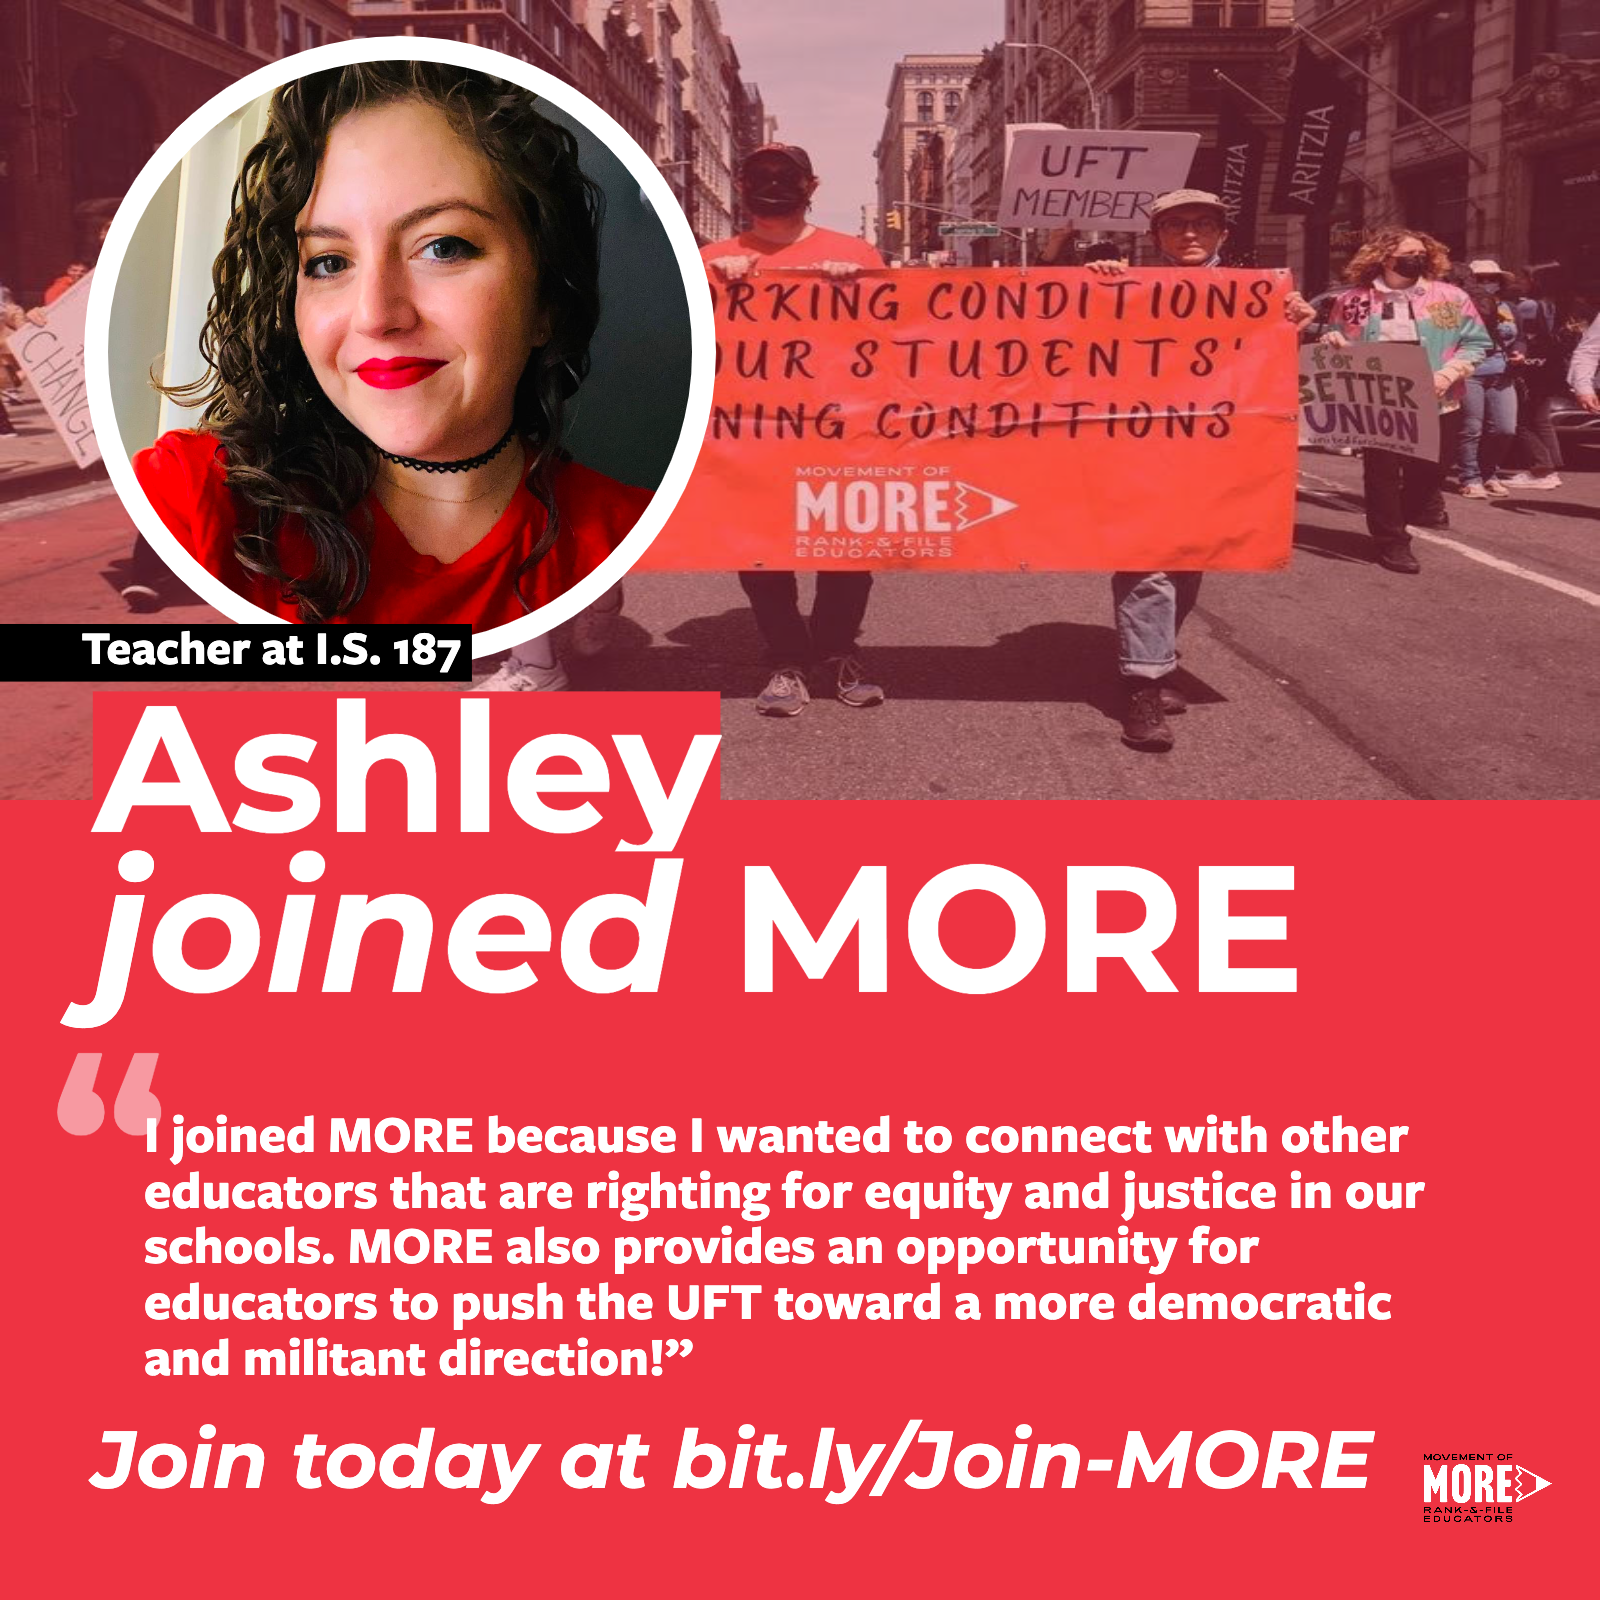 CHANGE
UFT
MEMBER
ARITZIA
ARITZIA
RKING CONDITIONS
OUR STUDENTS'
NING CONDITIONS
MOVEMENT OF
MORE
RANK-&-FILE
EDUCATORS
for a
BETTER
UNION
Teacher at I.S. 187
Ashley
joined MORE
“
I joined MORE because I wanted to connect with other
educators that are righting for equity and justice in our
schools. MORE also provides an opportunity for
educators to push the UFT toward a more democratic
and militant direction!”
Join today at bit.ly/Join-MORE
MOVEMENT OF
MORE
RANK-&-FILE
EDUCATORS